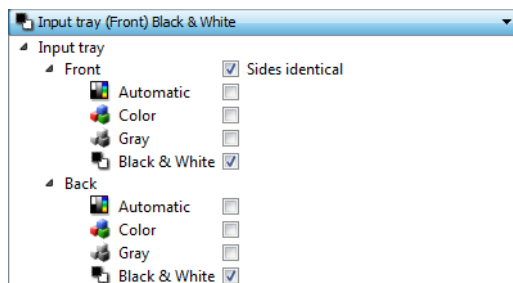 Input tray (Front) Black & White
Input tray
Front Sides identical
Automatic
Color
Gray
Black & White
Back
Automatic
Color
Gray
Black & White